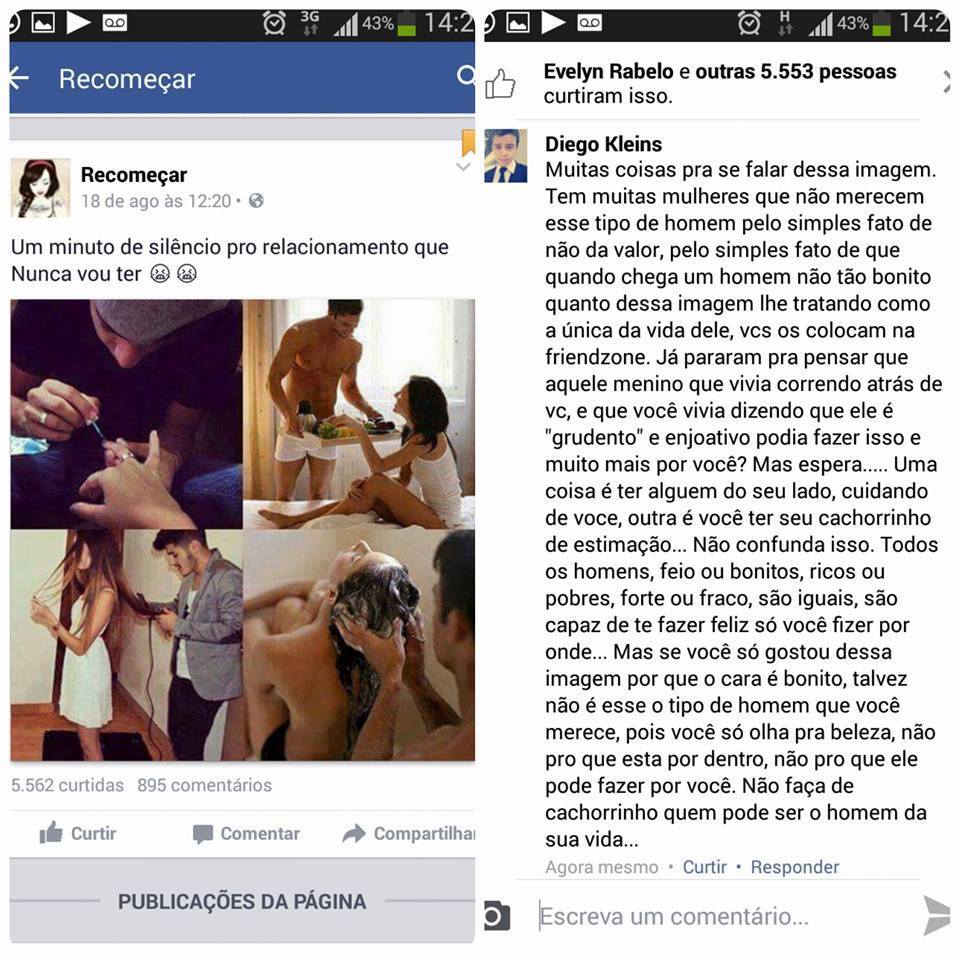 43% 14:2
Recomeçar
Recomeçar
18 de ago às 12:20 •
Um minuto de silêncio pro relacionamento que
Nunca vou ter
5.562 curtidas 895 comentários
Curtir Comentar Compartilhar
PUBLICAÇÕES DA PÁGINA
3G
H 43% 14:2
Evelyn Rabelo e outras 5.553 pessoas
curtiram isso.
Diego Kleins
Muitas coisas pra se falar dessa imagem.
Tem muitas mulheres que não merecem
esse tipo de homem pelo simples fato de
não da valor, pelo simples fato de que
quando chega um homem não tão bonito
quanto dessa imagem lhe tratando como
a única da vida dele, vcs os colocam na
friendzone. Já pararam pra pensar que
aquele menino que vivia correndo atrás de
vc, e que você vivia dizendo que ele é
"grudento" e enjoativo podia fazer isso e
muito mais por você? Mas espera..... Uma
coisa é ter alguem do seu lado, cuidando
de voce, outra é você ter seu cachorrinho
de estimação... Não confunda isso. Todos
os homens, feio ou bonitos, ricos ou
pobres, forte ou fraco, são iguais, são
capaz de te fazer feliz só você fizer por
onde... Mas se você só gostou dessa
imagem por que o cara é bonito, talvez
não é esse o tipo de homem que você
merece, pois você só olha pra beleza, não
pro que esta por dentro, não pro que ele
pode fazer por você. Não faça de
cachorrinho quem pode ser o homem da
sua vida...
Agora mesmo • Curtir • Responder
Escreva um comentário...